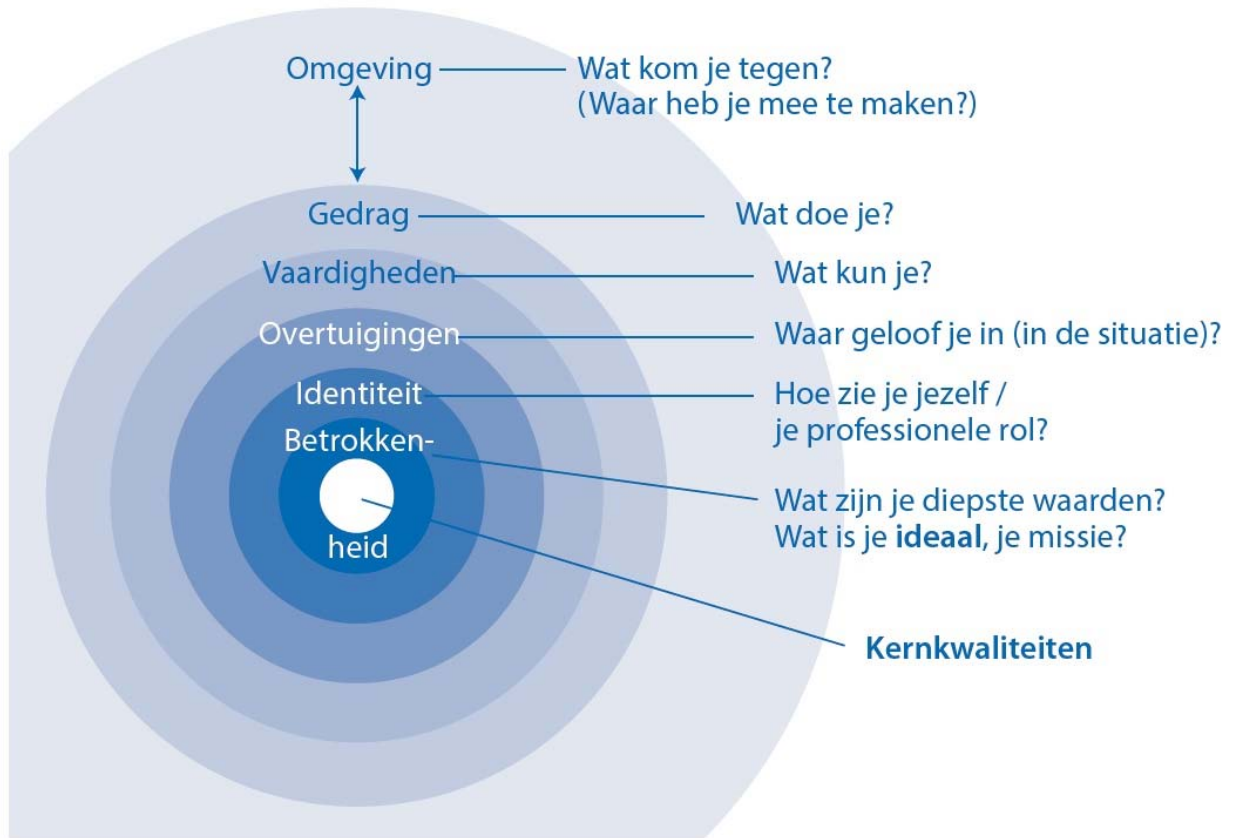 Omgeving
Wat kom je tegen?
(Waar heb je mee te maken?)
Gedrag
Wat doe je?
Vaardigheden
Wat kun je?
Overtuigingen
Waar geloof je in (in de situatie)?
Identiteit
Hoe zie je jezelf /
je professionele rol?
Betrokken-
heid
Wat zijn je diepste waarden?
Wat is je ideaal, je missie?
Kernkwaliteiten